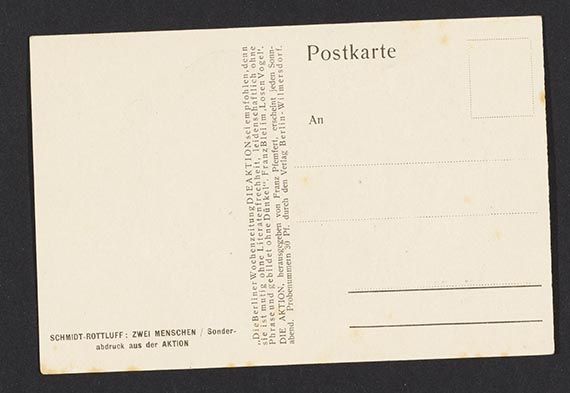 SCHMIDT-ROTTLUFF: ZWEI MENSCHEN / Sonder-
abdruck aus der AKTION
„Die Berliner Wochenzeitung DIE AKTION sei empfohlen, denn
sie ist mutig ohne Literatenfrechheit, leidenschaftlich ohne
Phrase und gebildet ohne Dünkel“. Franz Blei im „Losen Vogel“.
DIE AKTION, herausgegeben von Franz Pfemfert, erscheint jeden Sonn-
abend. Probenummern 30 Pf. durch den Verlag Berlin-Wilmersdorf.
Postkarte
An